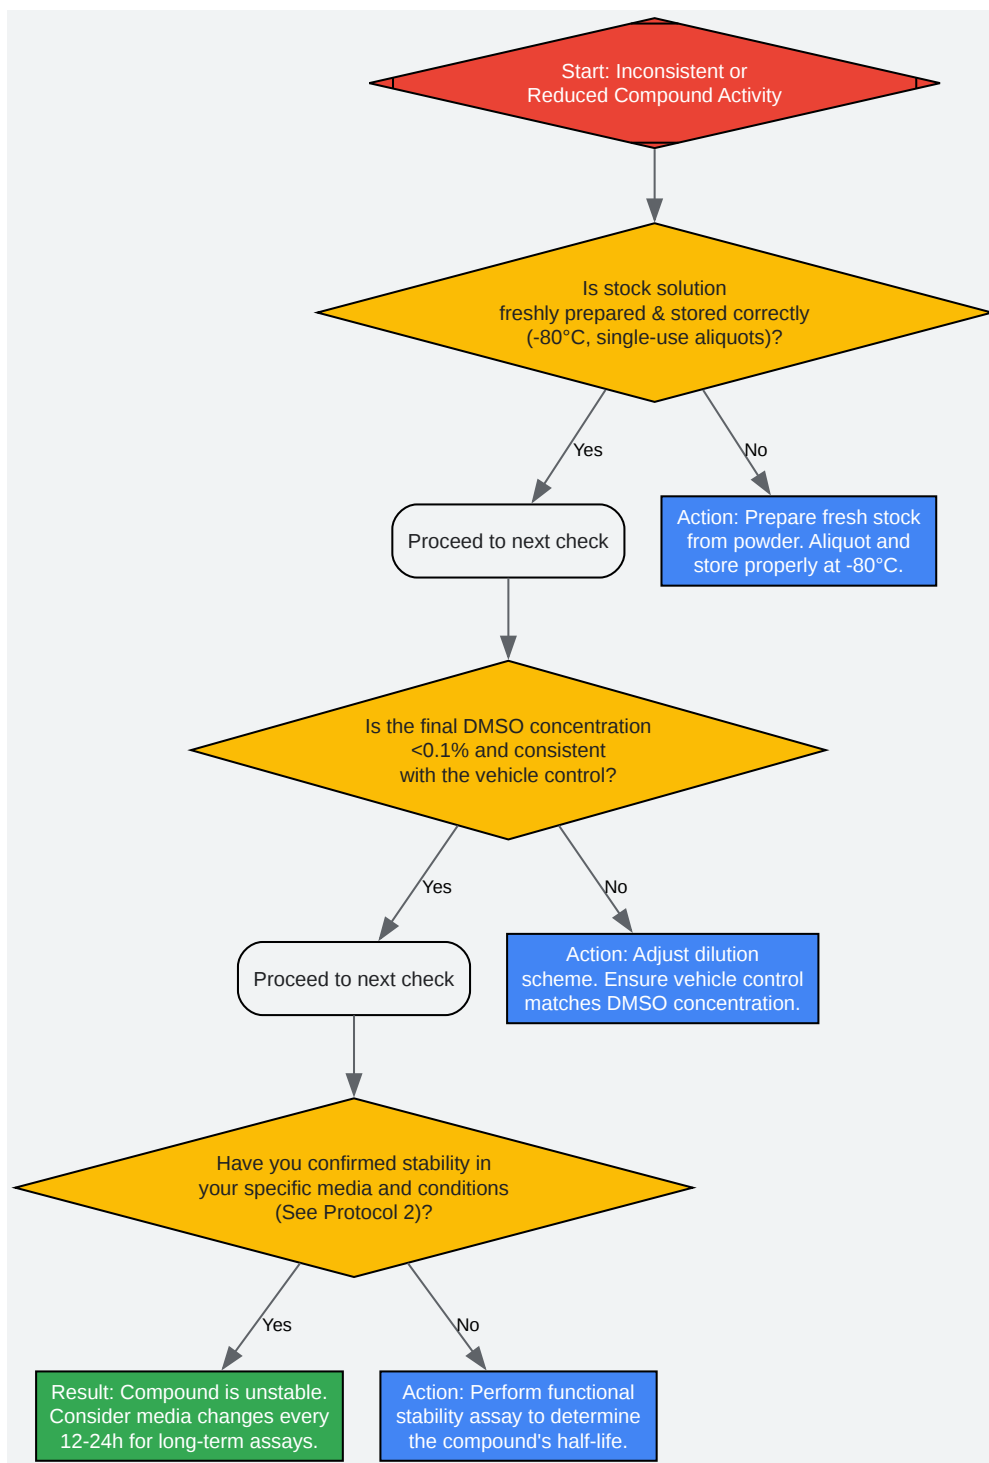 Start: Inconsistent or
Reduced Compound Activity
Is stock solution
freshly prepared & stored correctly
(-80°C, single-use aliquots)?
Yes
No
Proceed to next check
Action: Prepare fresh stock
from powder. Aliquot and
store properly at -80°C.
Is the final DMSO concentration
<0.1% and consistent
with the vehicle control?
Yes
No
Proceed to next check
Action: Adjust dilution
scheme. Ensure vehicle control
matches DMSO concentration.
Have you confirmed stability in
your specific media and conditions
(See Protocol 2)?
Yes
No
Result: Compound is unstable.
Consider media changes every
12-24h for long-term assays.
Action: Perform functional
stability assay to determine
the compound's half-life.